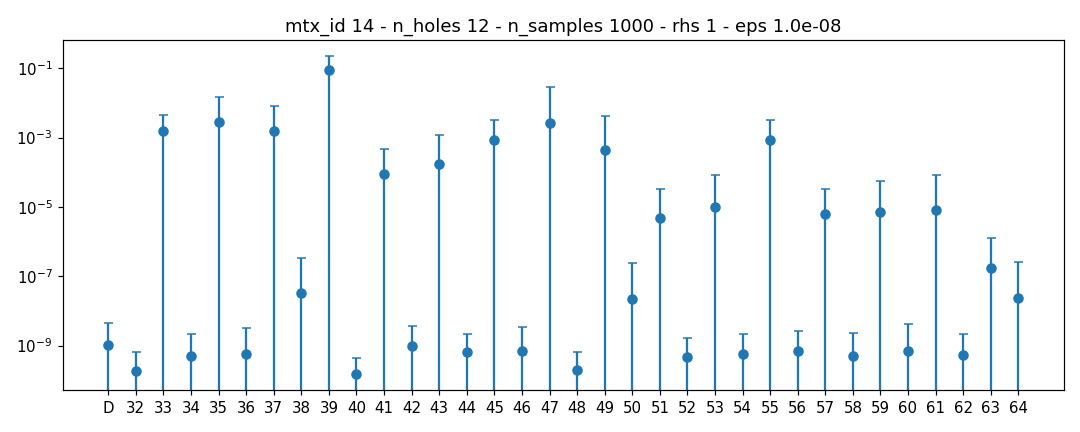 mtx_id 14 - n_holes 12 - n_samples 1000 - rhs 1 - eps 1.0e-08
10⁻¹
10⁻³
10⁻⁵
10⁻⁷
10⁻⁹
D 32 33 34 35 36 37 38 39 40 41 42 43 44 45 46 47 48 49 50 51 52 53 54 55 56 57 58 59 60 61 62 63 64